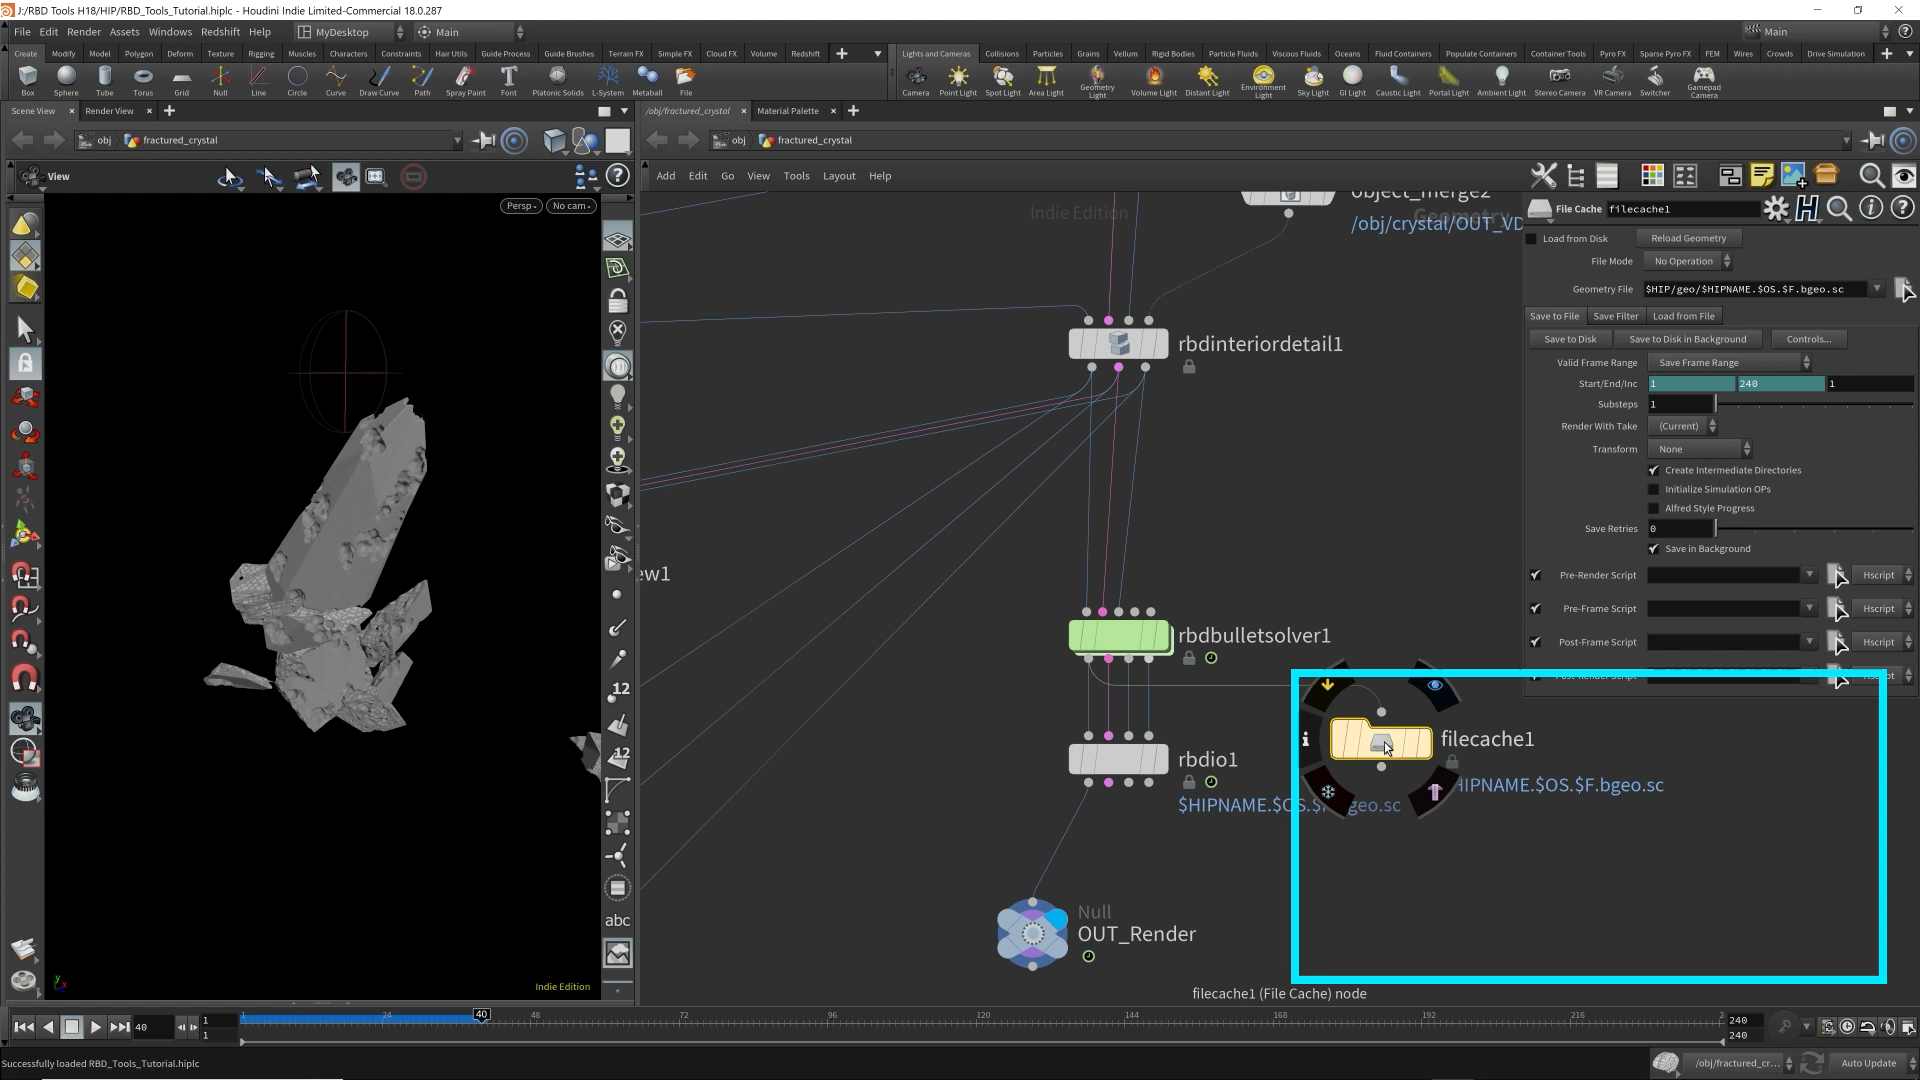 J:/RBD Tools H18/HIP/RBD_Tools_Tutorial.hiplc - Houdini Indie Limited-Commercial 18.0.287
File Edit Render Assets Windows Redshift Help MyDesktop Main Main
Create Modify Model Polygon Deform Texture Rigging Muscles Characters Constraints Hair Utils Guide Process Guide Brushes Terrain FX Simple FX Cloud FX Volume Redshift
Lights and Cameras Collisions Particles Grains Vellum Rigid Bodies Particle Fluids Viscous Fluids Oceans Fluid Containers Populate Containers Container Tools Pyro FX Sparse Pyro FX FEM Wires Crowds Drive Simulation
Box Sphere Tube Torus Grid Null Line Circle Curve Draw Curve Path Spray Paint Font Platonic Solids L-System Metaball File
Camera Point Light Spot Light Area Light Geometry Light Volume Light Distant Light Environment Light Sky Light GI Light Caustic Light Portal Light Ambient Light Stereo Camera VR Camera Switcher Gamepad Camera
Scene View Render View
/obj/fractured_crystal Material Palette
obj fractured_crystal
obj fractured_crystal
View
Add Edit Go View Tools Layout Help
Persp No cam
Indie Edition
object_merge2
Geometry
/obj/crystal/OUT_VD
File Cache filecache1
Load from Disk Reload Geometry
File Mode No Operation
Geometry File $HIP/geo/$HIPNAME.$OS.$F.bgeo.sc
Save to File Save Filter Load from File
Save to Disk Save to Disk in Background Controls...
Valid Frame Range Save Frame Range
Start/End/Inc 1 240 1
Substeps 1
Render With Take (Current)
Transform None
Create Intermediate Directories
Initialize Simulation OPs
Alfred Style Progress
Save Retries 0
Save in Background
Pre-Render Script Hscript
Pre-Frame Script Hscript
Post-Frame Script Hscript
rbdinteriordetail1
ew1
rbdbulletsolver1
filecache1
HIPNAME.$OS.$F.bgeo.sc
rbdio1
$HIPNAME.$OS.$F.bgeo.sc
Null
OUT_Render
12
12
abc
Indie Edition
filecache1 (File Cache) node
40 1 1 1 24 40 48 72 96 120 144 168 192 216 2 240 240
Successfully loaded RBD_Tools_Tutorial.hiplc
/obj/fractured_cr... Auto Update